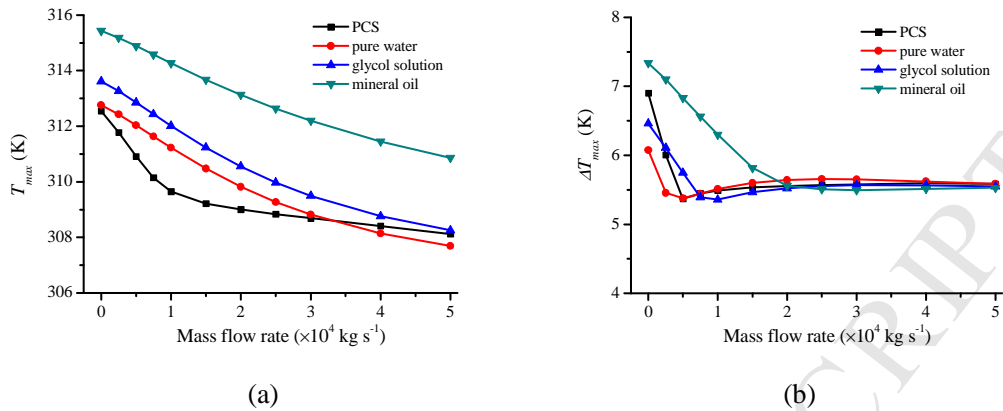 316
314
312
310
308
306
T_max (K)
PCS
pure water
glycol solution
mineral oil
0 1 2 3 4 5
Mass flow rate (×10⁴ kg s⁻¹)
(a)
8
7
6
5
4
ΔT_max (K)
PCS
pure water
glycol solution
mineral oil
0 1 2 3 4 5
Mass flow rate (×10⁴ kg s⁻¹)
(b)
CRIPT